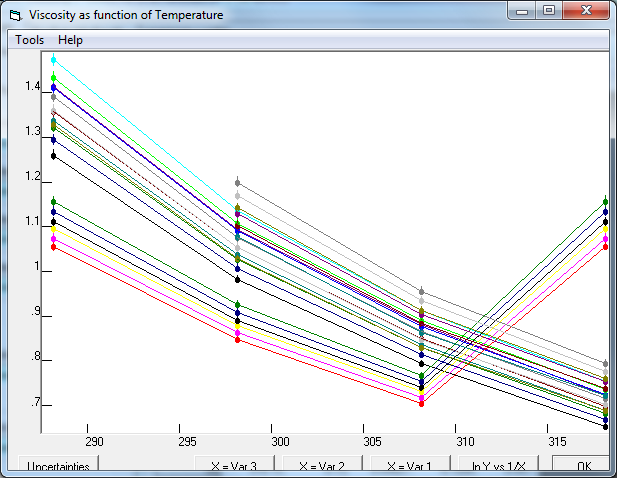 Viscosity as function of Temperature
Tools Help
1.4
1.3
1.2
1.1
1
.9
.8
.7
290 295 300 305 310 315
Uncertainties X = Var 3 X = Var 2 X = Var 1 ln Y vs 1/X OK